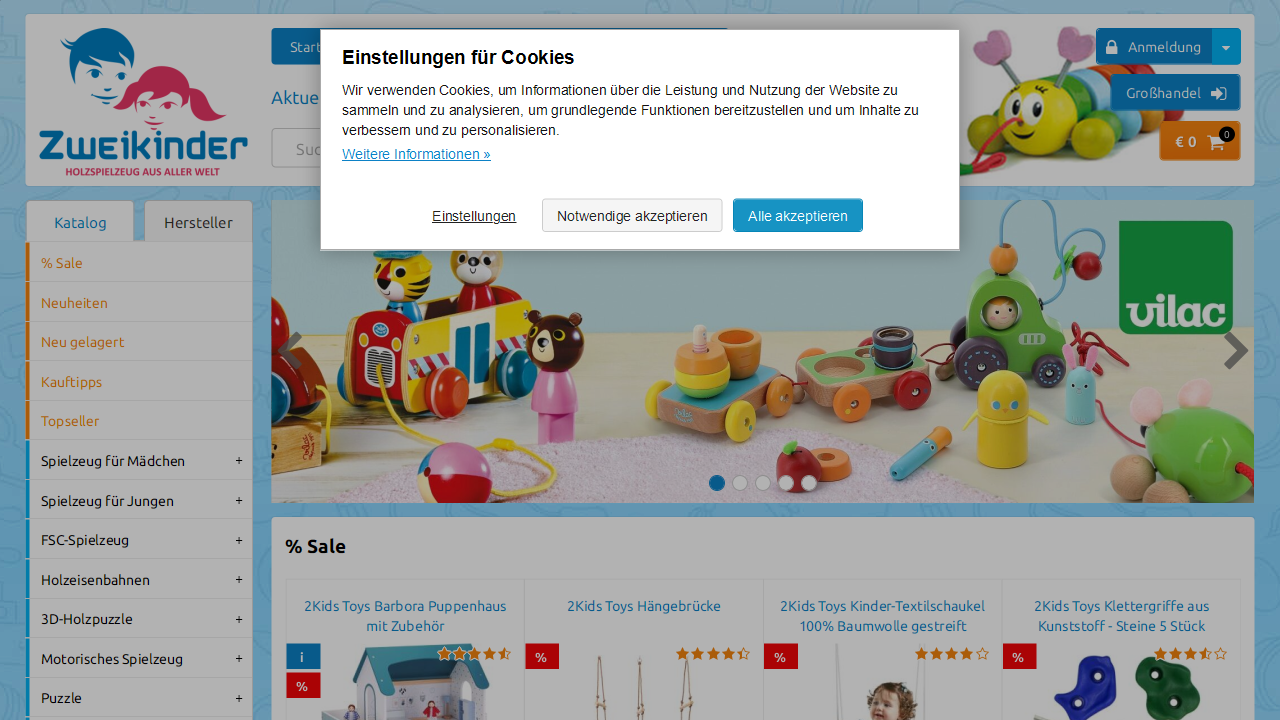 Zweikinder
HOLZSPIELZEUG AUS ALLER WELT
Einstellungen für Cookies
Wir verwenden Cookies, um Informationen über die Leistung und Nutzung der Website zu
sammeln und zu analysieren, um grundlegende Funktionen bereitzustellen und um Inhalte zu
verbessern und zu personalisieren.
Weitere Informationen »
Einstellungen
Notwendige akzeptieren
Alle akzeptieren
Anmeldung
Großhandel
€ 0
0
Katalog
Hersteller
% Sale
Neuheiten
Neu gelagert
Kauftipps
Topseller
Spielzeug für Mädchen +
Spielzeug für Jungen +
FSC-Spielzeug +
Holzeisenbahnen +
3D-Holzpuzzle +
Motorisches Spielzeug +
Puzzle +
vilac
% Sale
2Kids Toys Barbora Puppenhaus
mit Zubehör
i
%
2Kids Toys Hängebrücke
%
2Kids Toys Kinder-Textilschaukel
100% Baumwolle gestreift
%
2Kids Toys Klettergriffe aus
Kunststoff - Steine 5 Stück
%